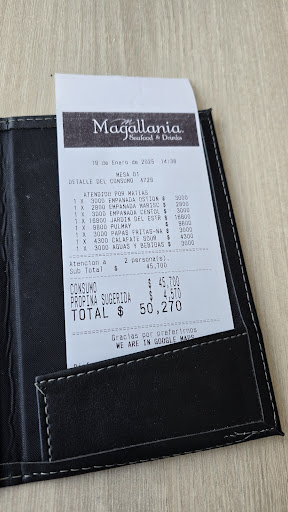 Magallania
Seafood & Drinks
19 de Enero de 2020 14:38
MESA 01
DETALLE DEL CONSUMO 6720
ATENDIDO POR MATIAS
1 X 3000 EMPANADA OSTION $ 3000
1 X 2800 EMPANADA MARISC $ 2800
1 X 3000 EMPANADA CENTOL $ 3000
1 X 16800 JARDIN DEL ESTR $ 16800
1 X 9800 PULMAY $ 9800
1 X 3000 PAPAS FRITAS-NA $ 3000
1 X 4300 CALAFATE SOUR $ 4300
1 X 3000 AGUAS Y BEBIDAS $ 3000
Atencion a 2 persona(s).
Sub Total $ 45,700
CONSUMO $ 45,700
PROPINA SUGERIDA $ 4,570
TOTAL $ 50,270
Gracias por preferirnos
WE ARE IN GOOGLE MAPS